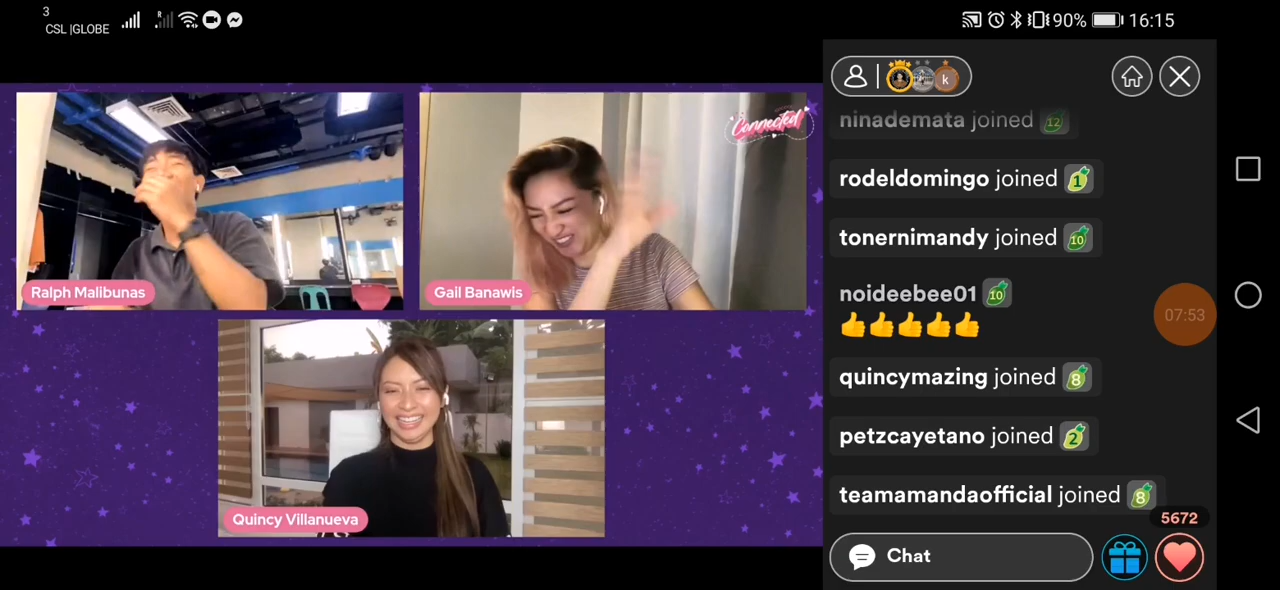 3
CSL |GLOBE
R
90%
16:15
Ralph Malibunas
Connected
Gail Banawis
Quincy Villanueva
k
ninademata joined 12
rodeldomingo joined 1
tonernimandy joined 10
noideebee01 10
👍👍👍👍👍
quincymazing joined 8
petzcayetano joined 2
teamamandaofficial joined 8
07:53
5672
Chat